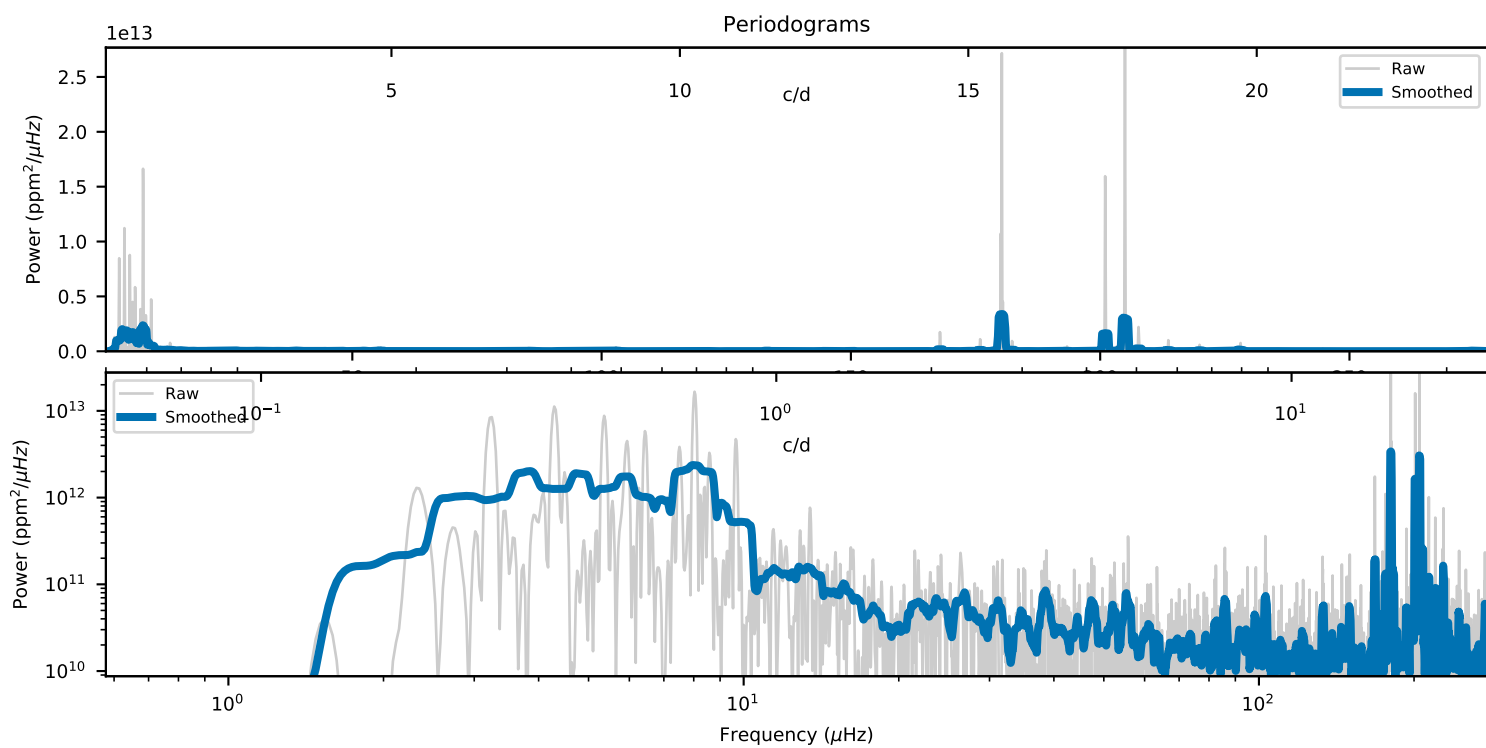 Periodograms
1e13
Raw
Smoothed
5 10 15 20
c/d
2.5
2.0
1.5
1.0
0.5
0.0
Power (ppm²/μHz)
Raw
Smoothed
10⁻¹ 10⁰ 10¹
c/d
10¹³
10¹²
10¹¹
10¹⁰
Power (ppm²/μHz)
10⁰ 10¹ 10²
Frequency (μHz)